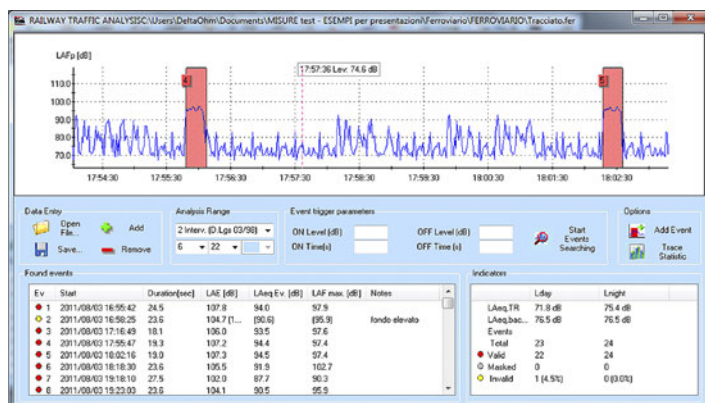 RAILWAY TRAFFIC ANALYSISC:\Users\DeltaOhm\Documents\MISURE test - ESEMPI per presentazioni\Ferroviario\FERROVIARIO\Tracciato.fer
LAFp [dB]
17:57:36 Lev: 74.6 dB
4
5
110.0
100.0
90.0
80.0
70.0
17:54:30 17:55:30 17:56:30 17:57:30 17:58:30 17:59:30 18:00:30 18:01:30 18:02:30
Data Entry
Open File...
Add
Save...
Remove
Analysis Range
2 Interv. (D.Lgs 03/98)
6 22
Event trigger parameters
ON Level (dB) OFF Level (dB)
ON Time(s) OFF Time (s)
Start Events Searching
Options
Add Event
Trace Statistic
Found events
Ev Start Duration[sec] LAE [dB] LAeq Ev. [dB] LAF max. [dB] Notes
1 2011/08/03 16:55:42 24.5 107.8 94.0 97.9
2 2011/08/03 16:58:25 23.6 104.7 (1... (90.6) (95.9) fondo elevato
3 2011/08/03 17:16:49 18.1 106.0 93.5 97.6
4 2011/08/03 17:55:47 19.3 107.2 94.4 97.4
5 2011/08/03 18:02:16 19.0 107.3 94.5 97.4
6 2011/08/03 18:18:30 23.6 105.5 91.9 102.7
7 2011/08/03 19:18:10 27.5 102.0 87.7 90.3
8 2011/08/03 19:23:03 23.6 104.1 90.5 95.9
Indicators
Lday Lnight
LAeq,TR 71.8 dB 75.4 dB
LAeq,bac... 76.5 dB 76.5 dB
Events
Total 23 24
Valid 22 24
Masked 0 0
Invalid 1 (4.5%) 0 (0.0%)